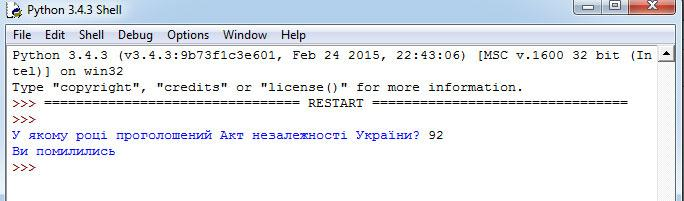 Python 3.4.3 Shell
File Edit Shell Debug Options Window Help
Python 3.4.3 (v3.4.3:9b73f1c3e601, Feb 24 2015, 22:43:06) [MSC v.1600 32 bit (In
tel)] on win32
Type "copyright", "credits" or "license()" for more information.
>>> ================================ RESTART ================================
>>>
У якому році проголошений Акт незалежності України? 92
Ви помилились
>>>